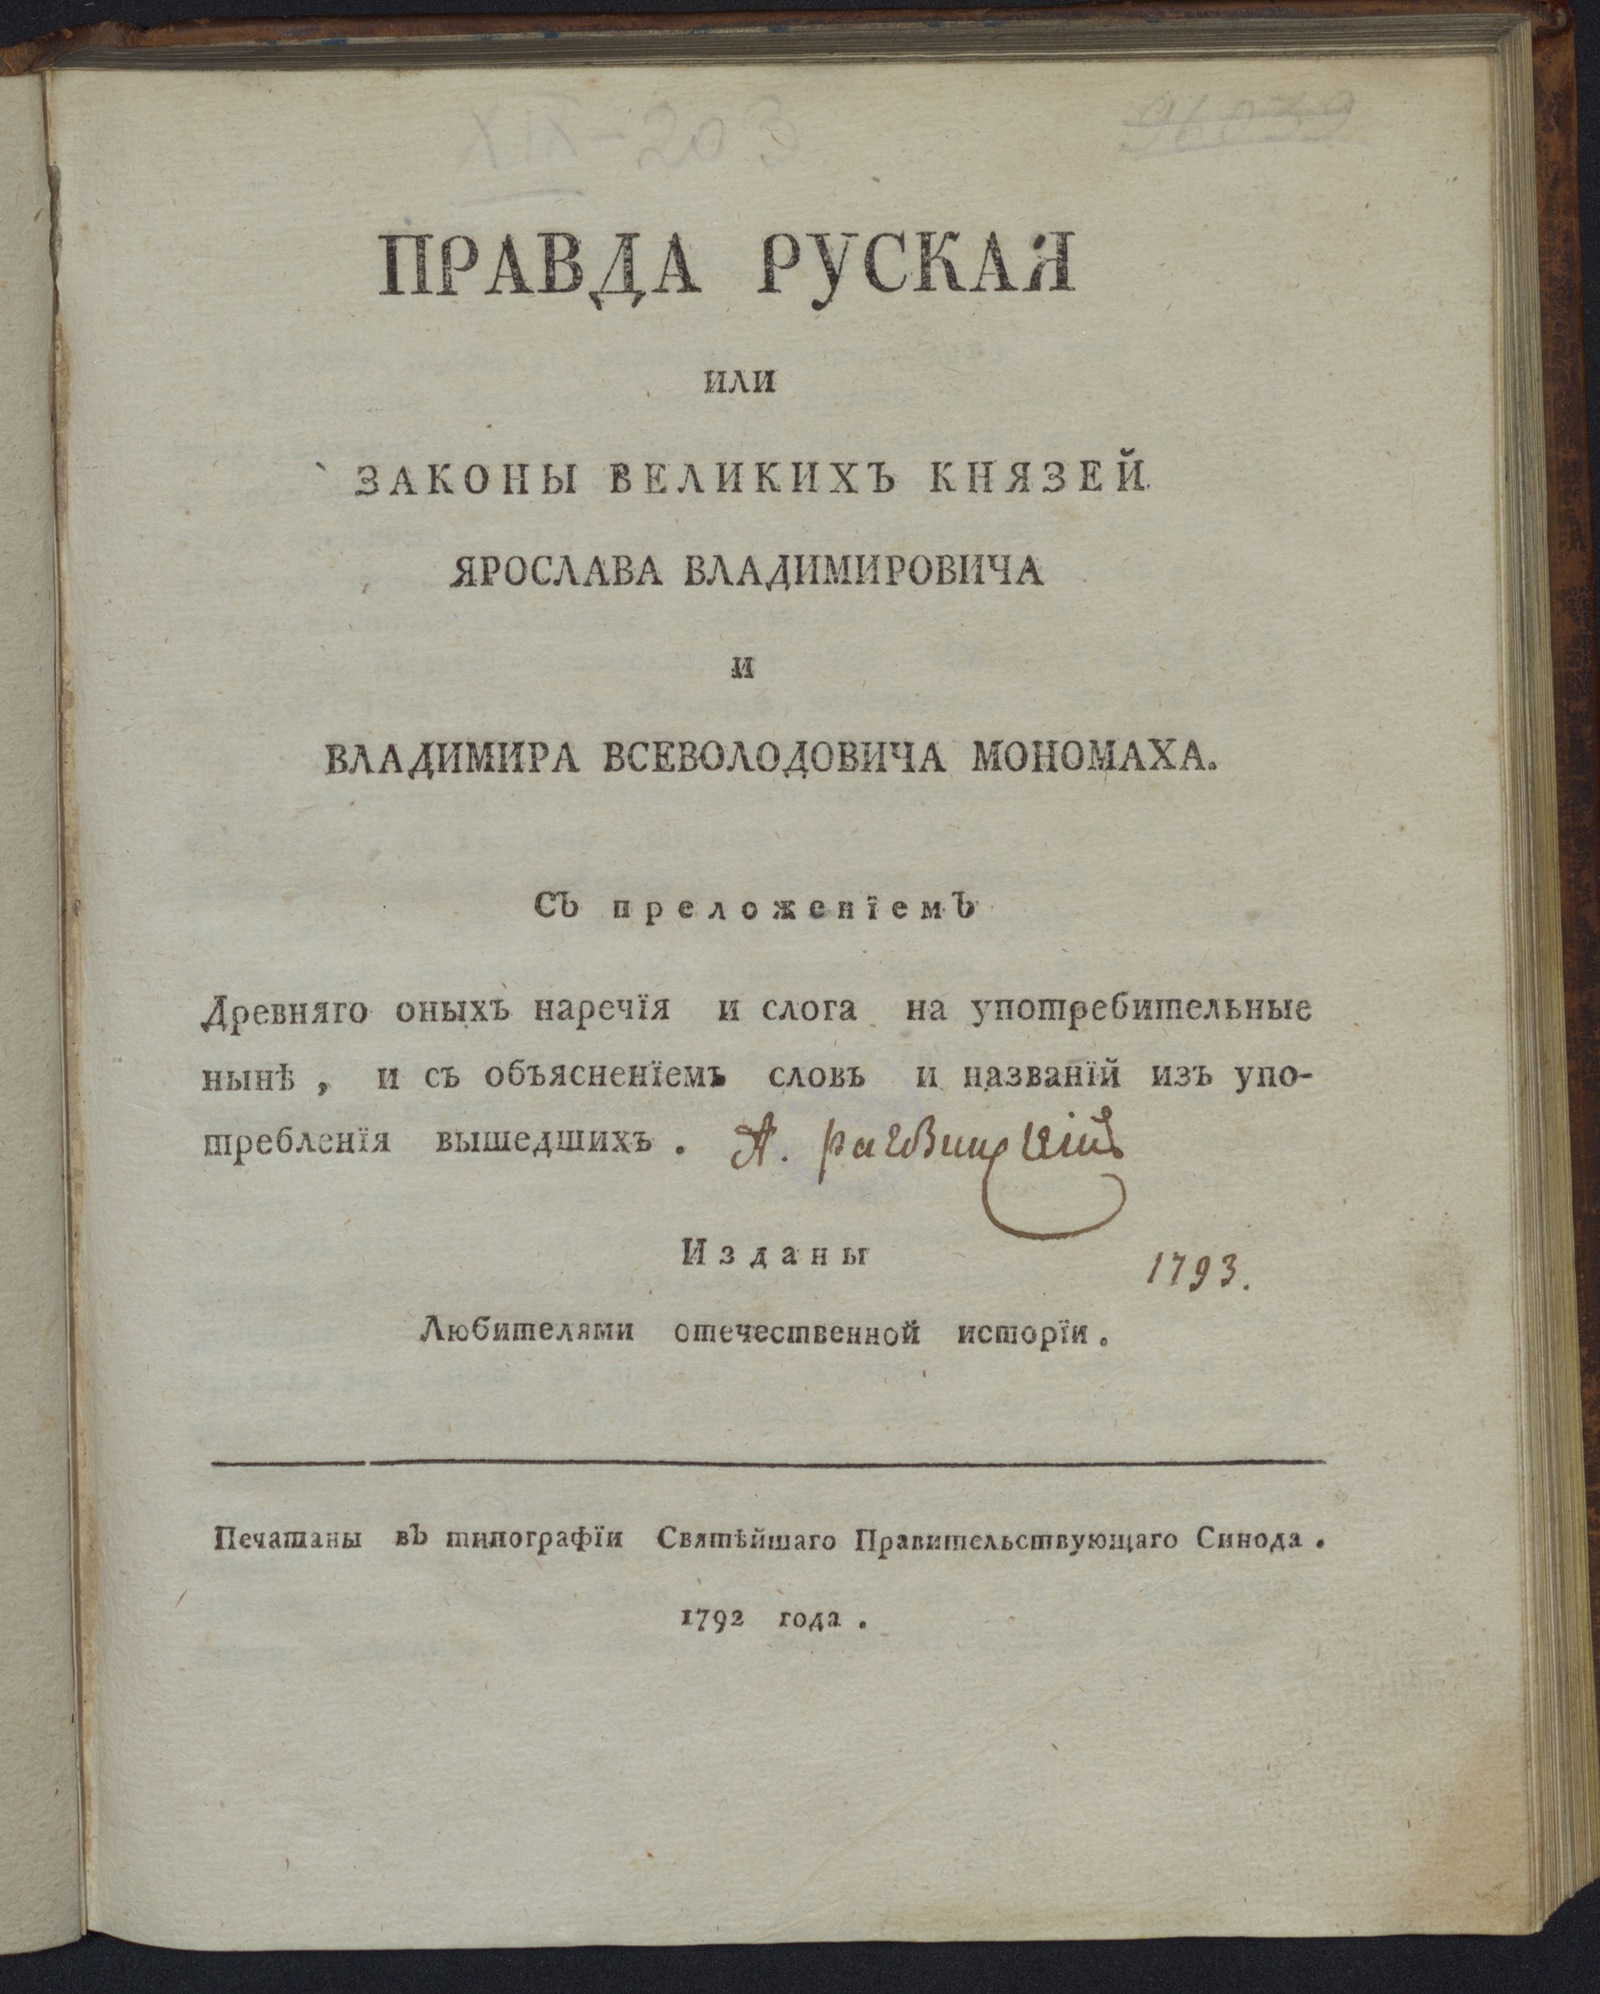 96039
ПРАВДА РУСКАЯ
или
ЗАКОНЫ ВЕЛИКИХЪ КНЯЗЕЙ
ЯРОСЛАВА ВЛАДИМИРОВИЧА
и
ВЛАДИМИРА ВСЕВОЛОДОВИЧА МОНОМАХА.
Съ преложенїемъ
Древняго оныхъ наречїя и слога на употребительные
нынѣ, и съ объясненїемъ словъ и названїй изъ упо-
требленїя вышедшихъ. А.
Изданы
1793.
Любителями отечественной исторїи.
Печатаны въ типографїи Святѣйшаго Правительствующаго Синода.
1792 года.